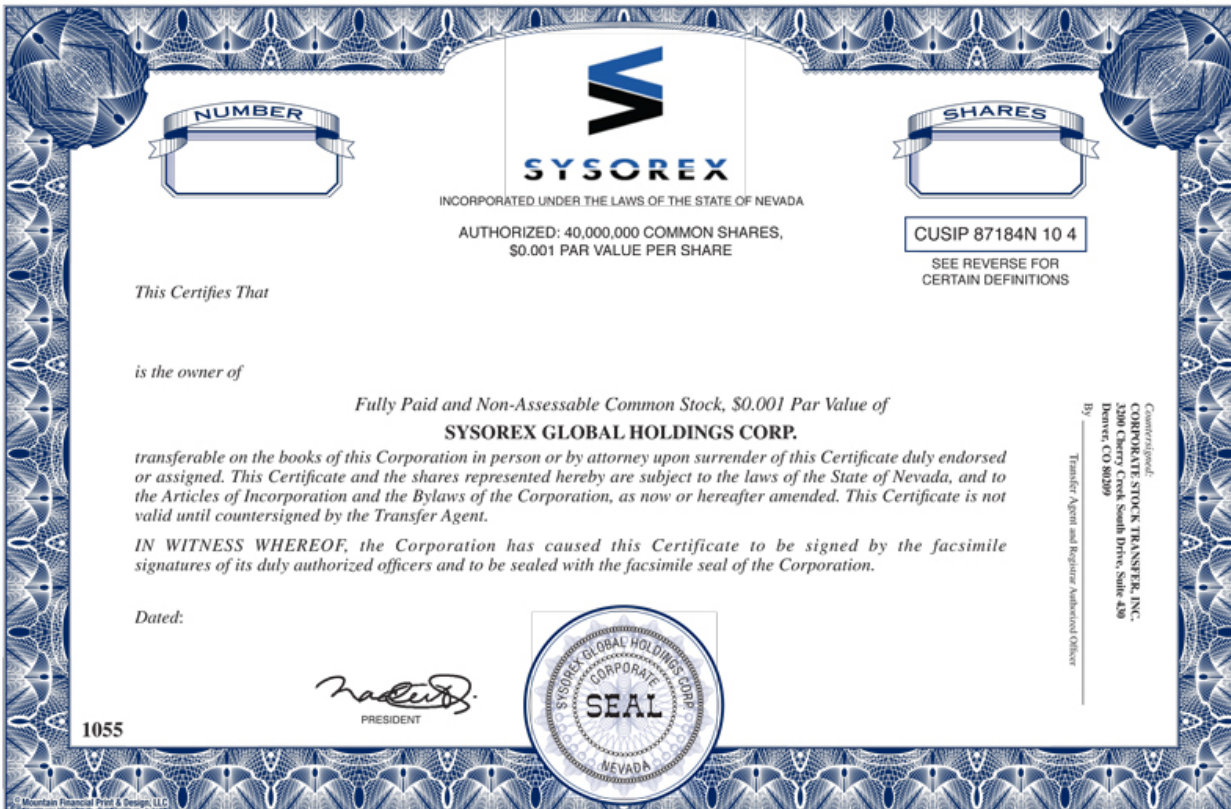 NUMBER
SYSOREX
SHARES
INCORPORATED UNDER THE LAWS OF THE STATE OF NEVADA
AUTHORIZED: 40,000,000 COMMON SHARES,
$0.001 PAR VALUE PER SHARE
CUSIP 87184N 10 4
SEE REVERSE FOR
CERTAIN DEFINITIONS
This Certifies That
is the owner of
Fully Paid and Non-Assessable Common Stock, $0.001 Par Value of
SYSOREX GLOBAL HOLDINGS CORP.
transferable on the books of this Corporation in person or by attorney upon surrender of this Certificate duly endorsed
or assigned. This Certificate and the shares represented hereby are subject to the laws of the State of Nevada, and to
the Articles of Incorporation and the Bylaws of the Corporation, as now or hereafter amended. This Certificate is not
valid until countersigned by the Transfer Agent.
IN WITNESS WHEREOF, the Corporation has caused this Certificate to be signed by the facsimile
signatures of its duly authorized officers and to be sealed with the facsimile seal of the Corporation.
Dated:
PRESIDENT
SYSOREX GLOBAL HOLDINGS CORP
CORPORATE
SEAL
NEVADA
1055
© Mountain Financial Print & Design, LLC
Countersigned:
CORPORATE STOCK TRANSFER, INC.
3200 Cherry Creek South Drive, Suite 430
Denver, CO 80209
By
Transfer Agent and Registrar Authorized Officer